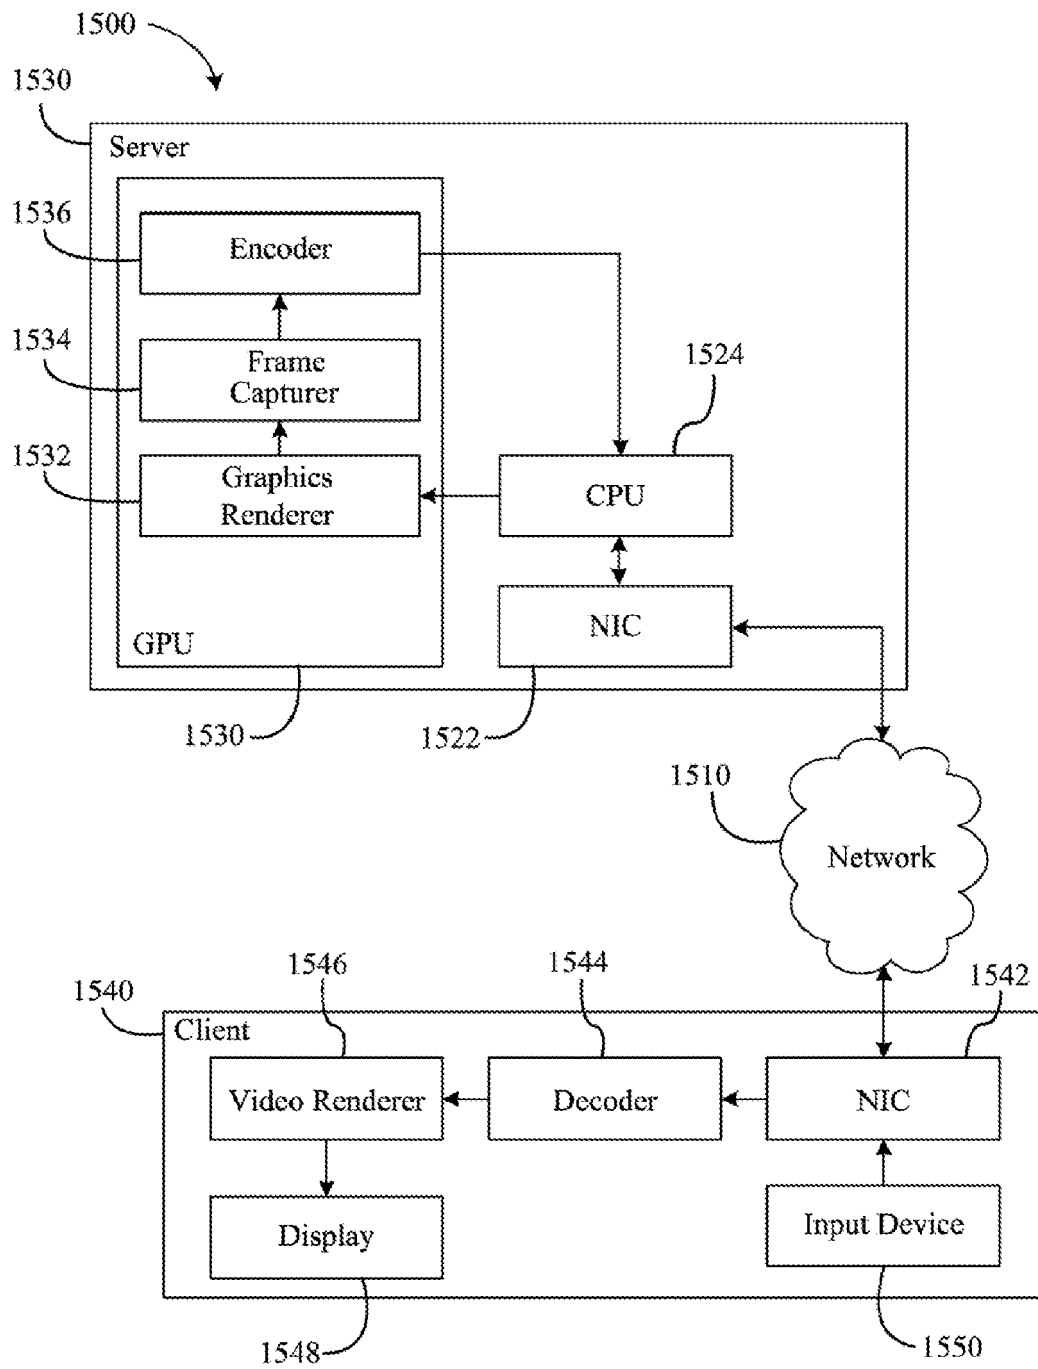 1500
1530
Server
1536
Encoder
1534
Frame
Capturer
1524
1532
Graphics
Renderer
CPU
NIC
GPU
1530
1522
1510
Network
1546
1544
1542
1540
Client
Video Renderer
Decoder
NIC
Display
Input Device
1548
1550